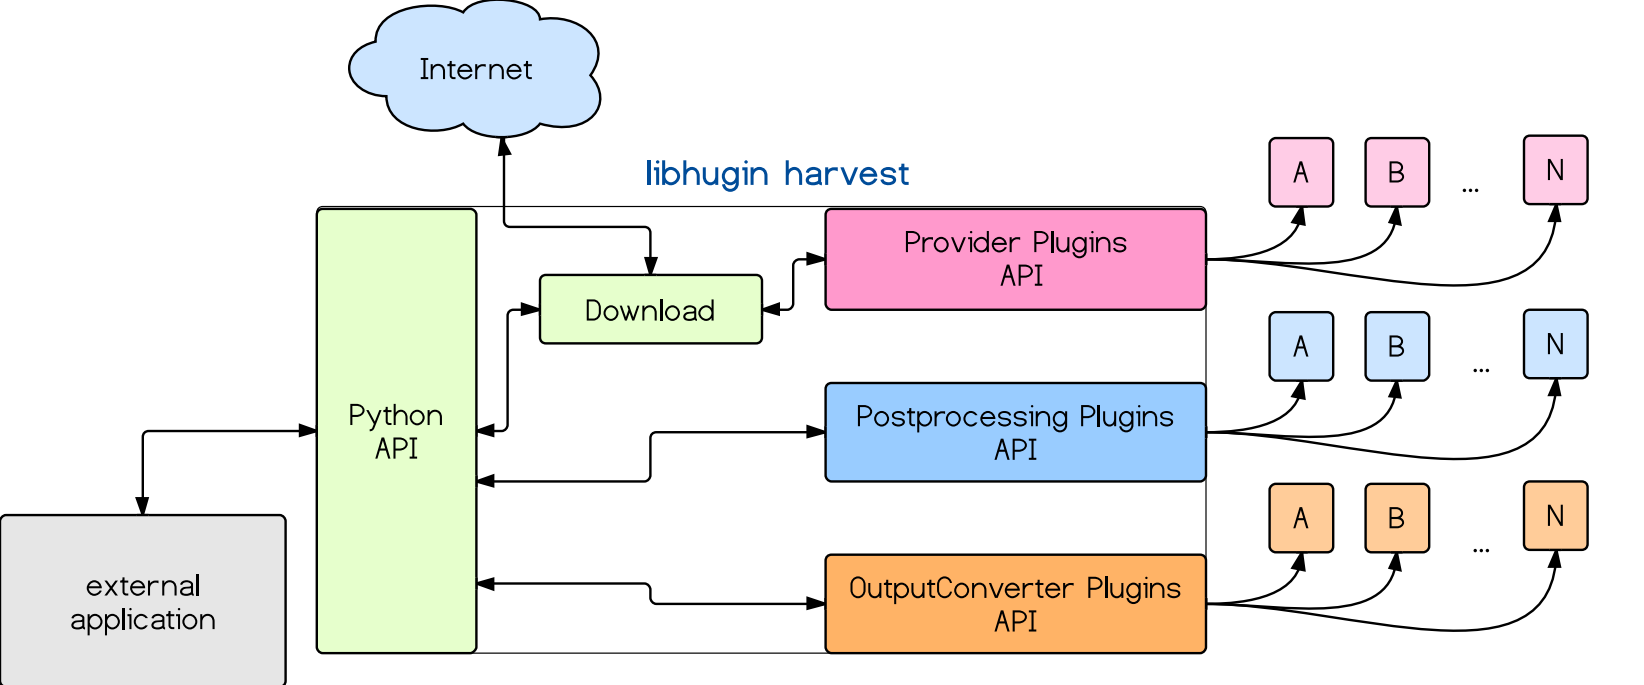 Internet
libhugin harvest
A
B
...
N
Provider Plugins
API
Download
A
B
...
N
Python
API
Postprocessing Plugins
API
A
B
...
N
external
application
OutputConverter Plugins
API